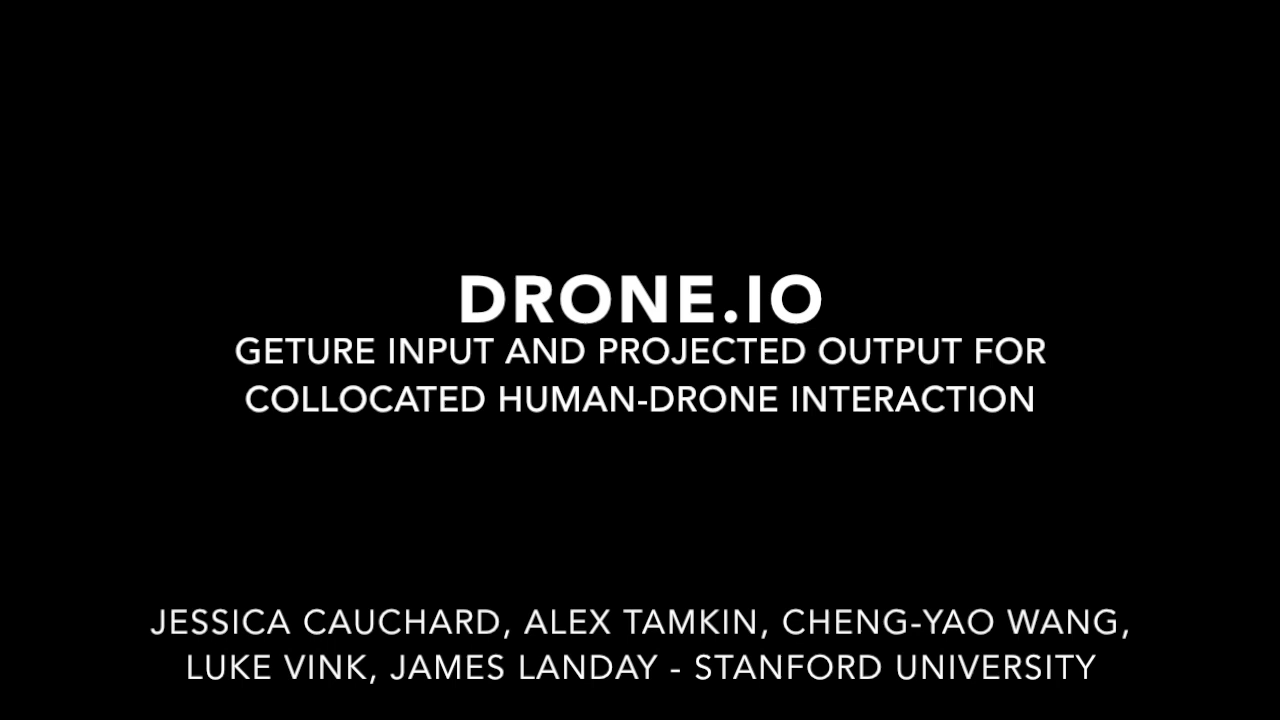 DRONE.IO
GETURE INPUT AND PROJECTED OUTPUT FOR
COLLOCATED HUMAN-DRONE INTERACTION
JESSICA CAUCHARD, ALEX TAMKIN, CHENG-YAO WANG,
LUKE VINK, JAMES LANDAY - STANFORD UNIVERSITY